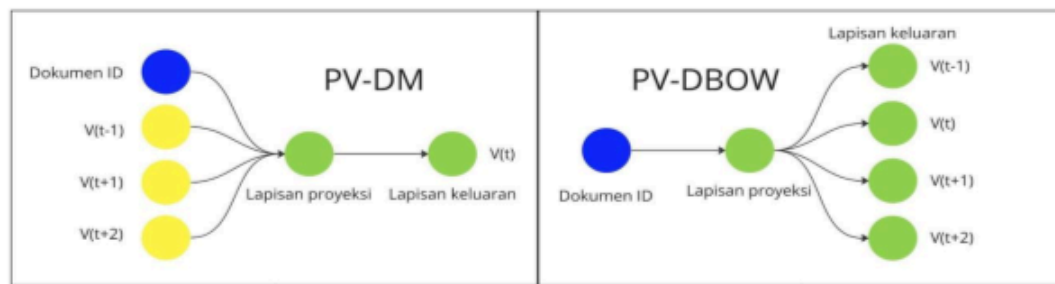 Dokumen ID
PV-DM
V(t-1)
V(t+1)
V(t)
Lapisan proyeksi
Lapisan keluaran
V(t+2)
Lapisan keluaran
V(t-1)
PV-DBOW
V(t)
V(t+1)
Dokumen ID
Lapisan proyeksi
V(t+2)